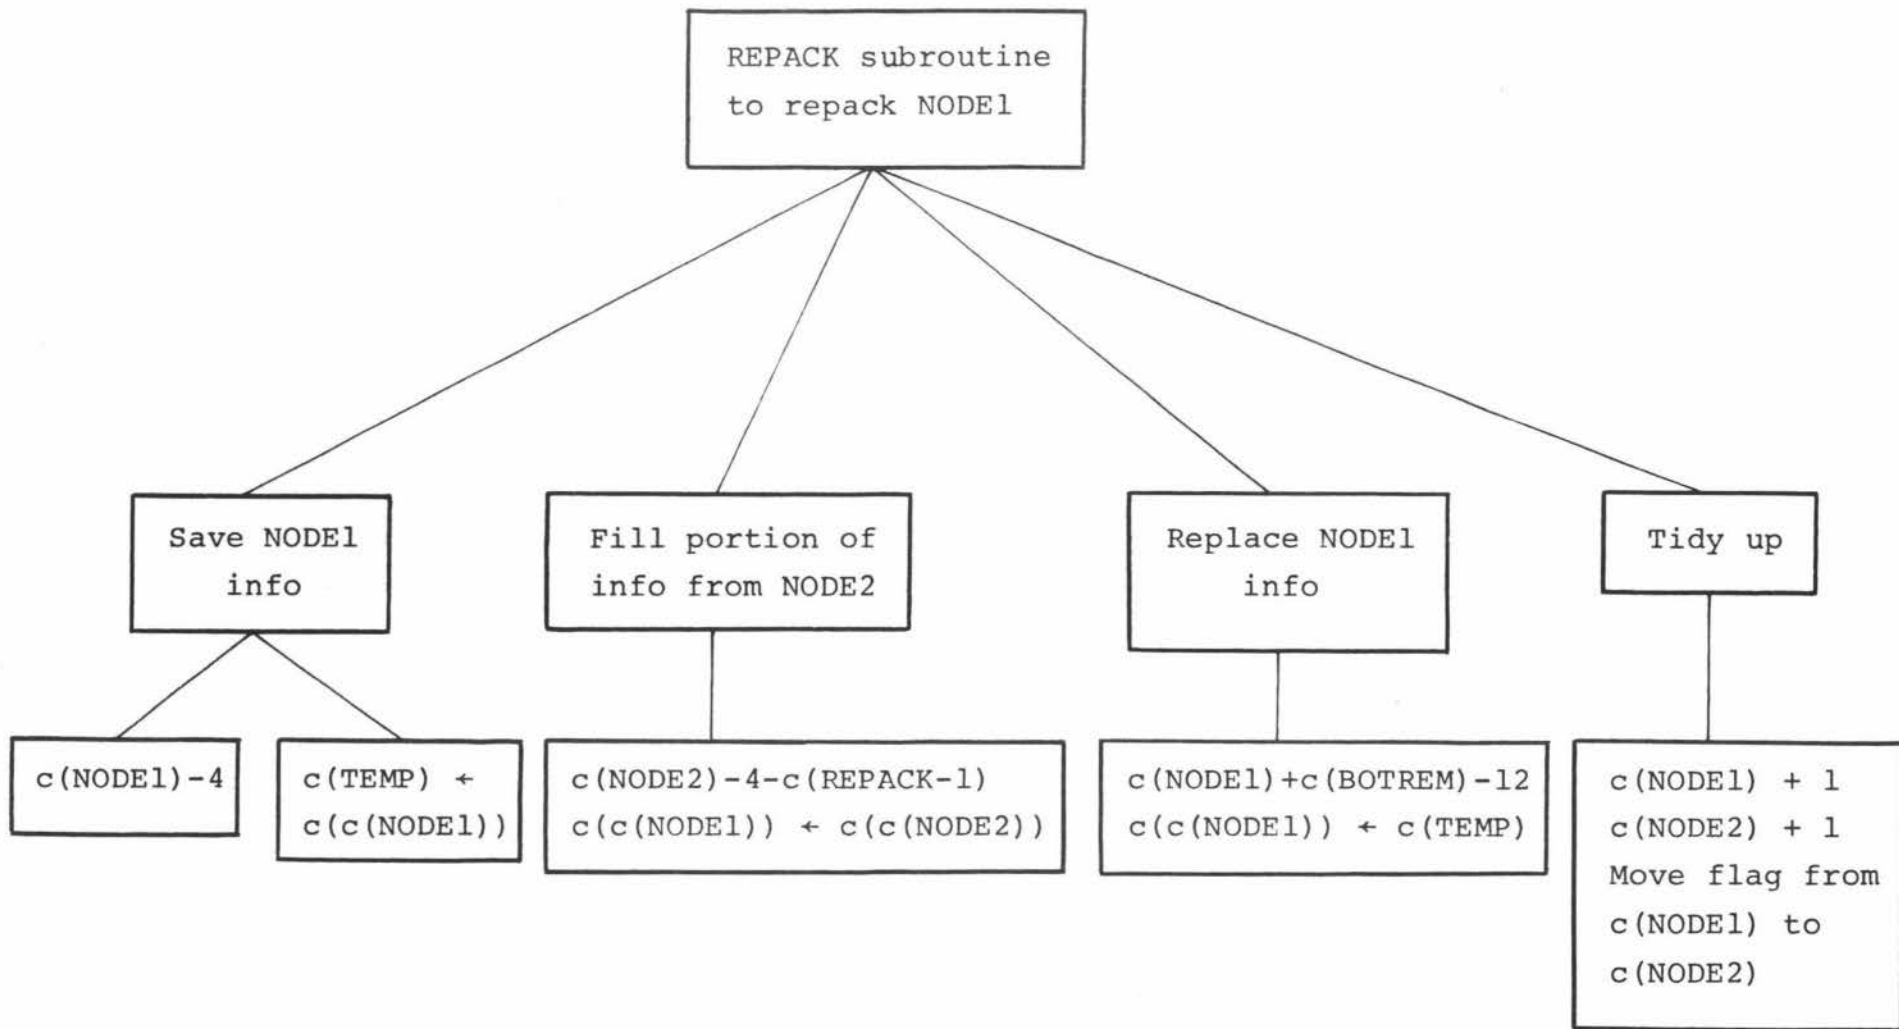 REPACK subroutine
to repack NODE1
Save NODE1
info
Fill portion of
info from NODE2
Replace NODE1
info
Tidy up
c(NODE1)-4
c(TEMP) ←
c(c(NODE1))
c(NODE2)-4-c(REPACK-1)
c(c(NODE1)) ← c(c(NODE2))
c(NODE1)+c(BOTREM)-12
c(c(NODE1)) ← c(TEMP)
c(NODE1) + 1
c(NODE2) + 1
Move flag from
c(NODE1) to
c(NODE2)